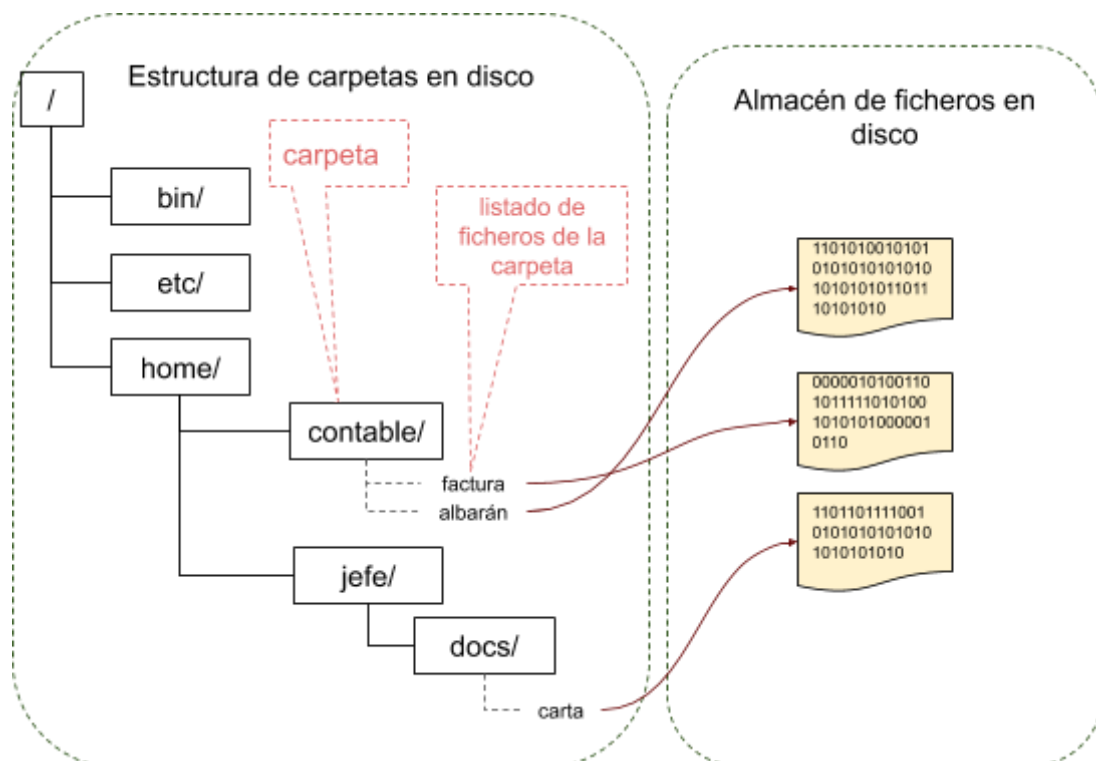 Estructura de carpetas en disco
/
bin/
etc/
home/
carpeta
listado de
ficheros de la
carpeta
contable/
factura
albarán
jefe/
docs/
carta
Almacén de ficheros en
disco
1101010010101
0101010101010
1010101011011
10101010
0000010100110
1011111010100
1010101000001
0110
1101101111001
0101010101010
1010101010